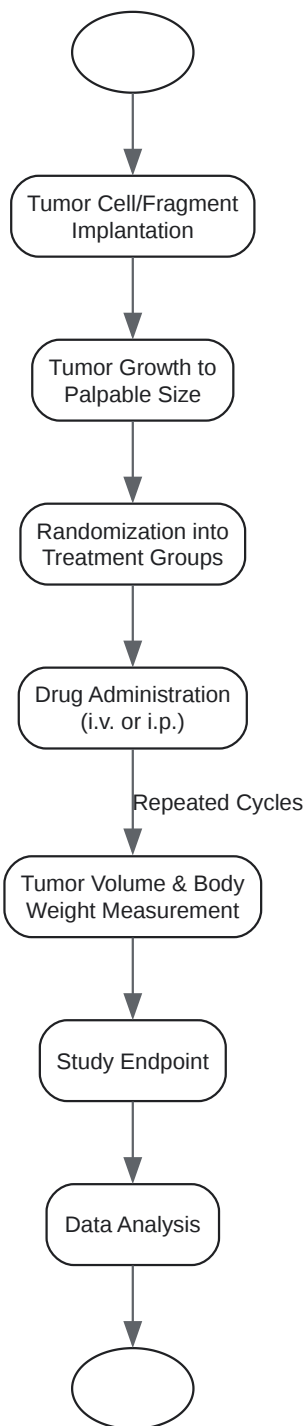 Tumor Cell/Fragment
Implantation
Tumor Growth to
Palpable Size
Randomization into
Treatment Groups
Drug Administration
(i.v. or i.p.)
Repeated Cycles
Tumor Volume & Body
Weight Measurement
Study Endpoint
Data Analysis